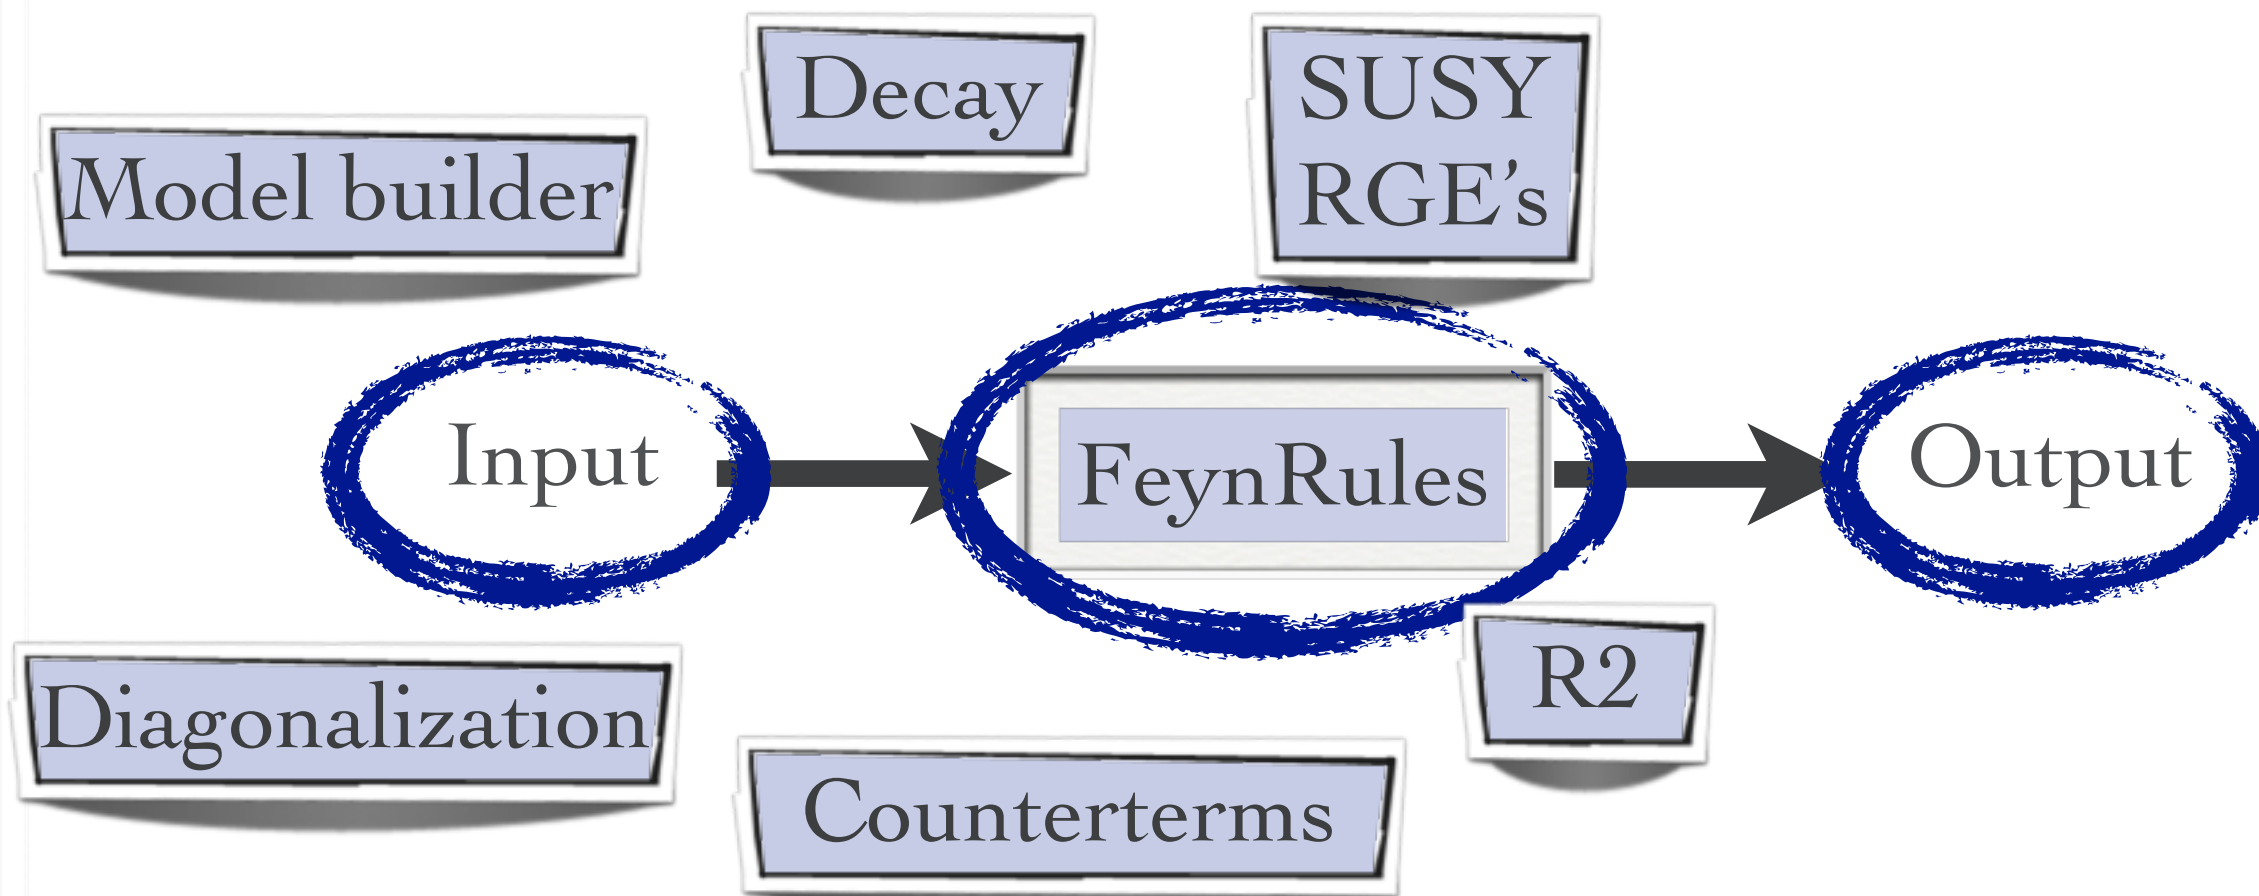 Decay
SUSY
RGE’s
Model builder
Input
FeynRules
Output
R2
Diagonalization
Counterterms